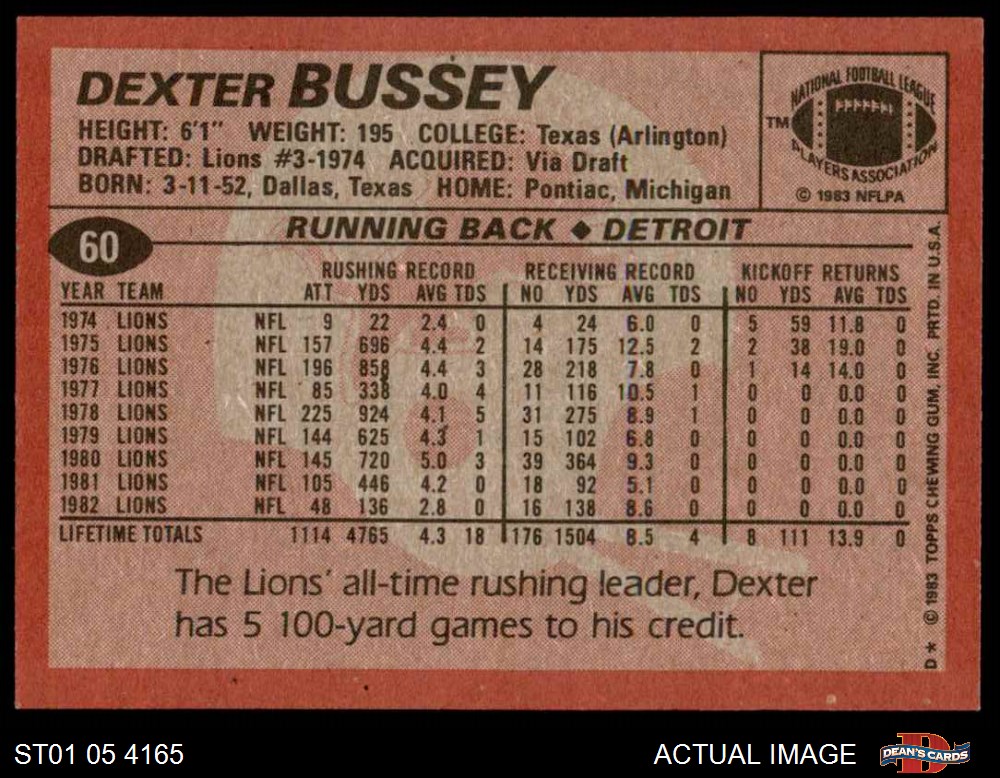 DEXTER BUSSEY
HEIGHT: 6'1" WEIGHT: 195 COLLEGE: Texas (Arlington)
DRAFTED: Lions #3-1974 ACQUIRED: Via Draft
BORN: 3-11-52, Dallas, Texas HOME: Pontiac, Michigan
NATIONAL FOOTBALL LEAGUE
TM
PLAYERS ASSOCIATION
© 1983 NFLPA
60
RUNNING BACK ◆ DETROIT
RUSHING RECORD RECEIVING RECORD KICKOFF RETURNS
YEAR TEAM ATT YDS AVG TDS NO YDS AVG TDS NO YDS AVG TDS
1974 LIONS NFL 9 22 2.4 0 4 24 6.0 0 5 59 11.8 0
1975 LIONS NFL 157 696 4.4 2 14 175 12.5 2 2 38 19.0 0
1976 LIONS NFL 196 858 4.4 3 28 218 7.8 0 1 14 14.0 0
1977 LIONS NFL 85 338 4.0 4 11 116 10.5 1 0 0 0.0 0
1978 LIONS NFL 225 924 4.1 5 31 275 8.9 1 0 0 0.0 0
1979 LIONS NFL 144 625 4.3 1 15 102 6.8 0 0 0 0.0 0
1980 LIONS NFL 145 720 5.0 3 39 364 9.3 0 0 0 0.0 0
1981 LIONS NFL 105 446 4.2 0 18 92 5.1 0 0 0 0.0 0
1982 LIONS NFL 48 136 2.8 0 16 138 8.6 0 0 0 0.0 0
LIFETIME TOTALS 1114 4765 4.3 18 176 1504 8.5 4 8 111 13.9 0
The Lions' all-time rushing leader, Dexter
has 5 100-yard games to his credit.
D* © 1983 TOPPS CHEWING GUM, INC. PRTD. IN U.S.A.
ST01 05 4165
ACTUAL IMAGE
DEAN'S CARDS